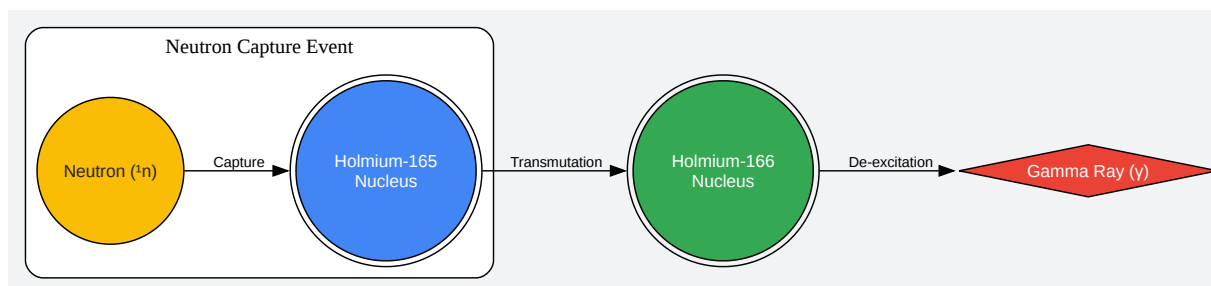 Neutron Capture Event
Neutron (¹n)
Capture
Holmium-165
Nucleus
Transmutation
Holmium-166
Nucleus
De-excitation
Gamma Ray (γ)